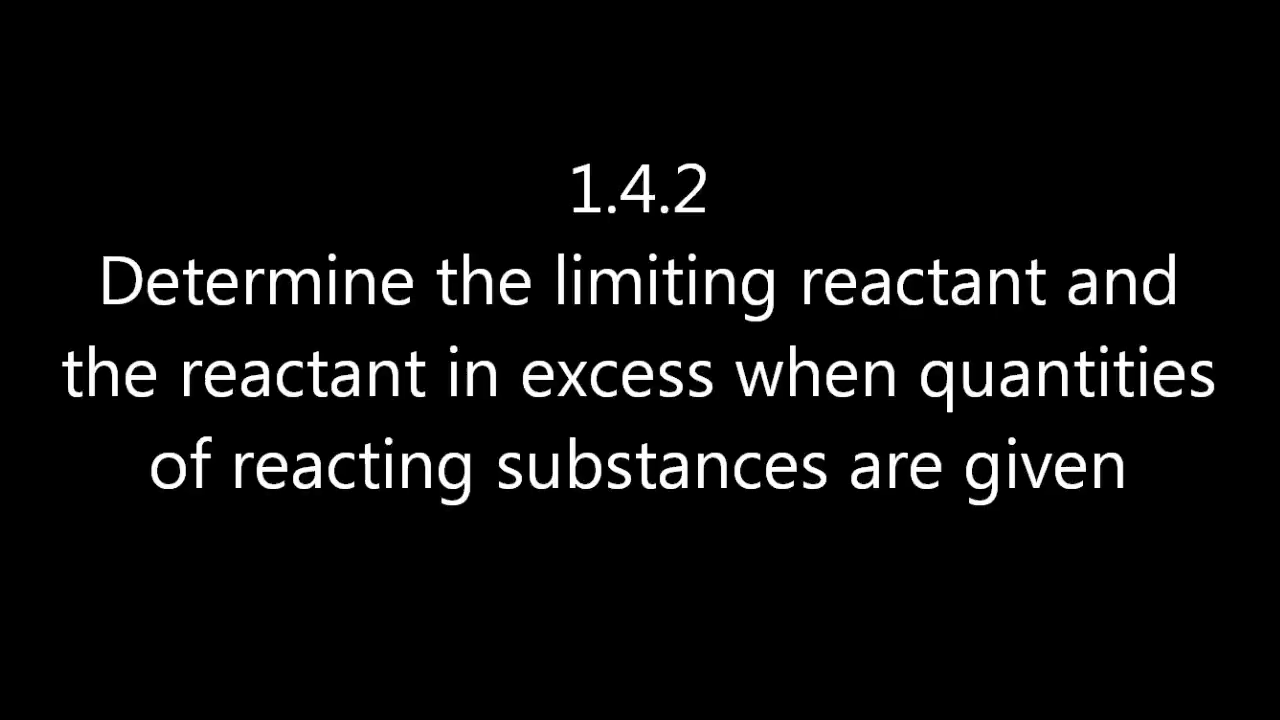 1.4.2
Determine the limiting reactant and
the reactant in excess when quantities
of reacting substances are given